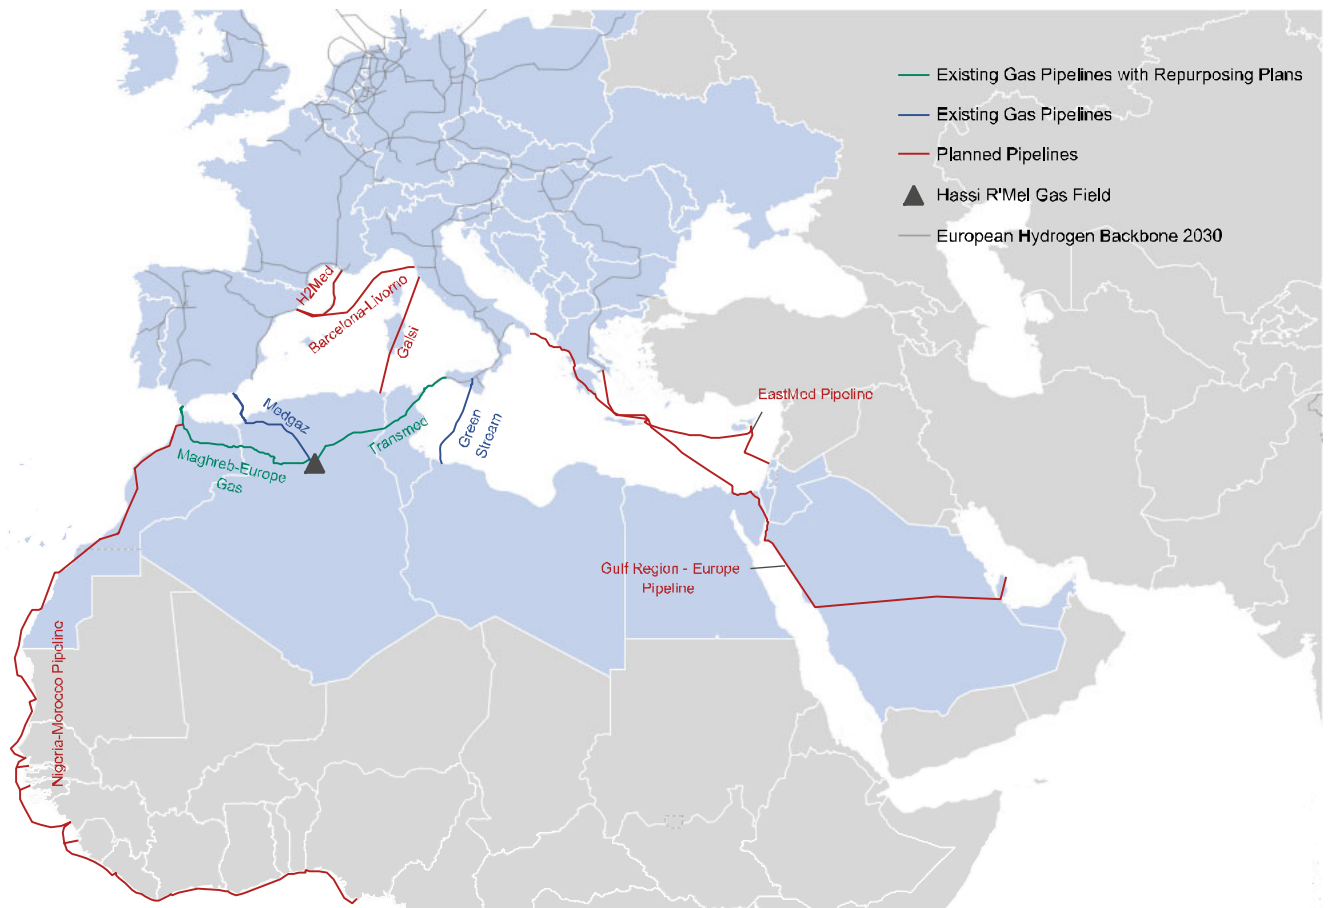 Existing Gas Pipelines with Repurposing Plans
Existing Gas Pipelines
Planned Pipelines
Hassi R'Mel Gas Field
European Hydrogen Backbone 2030
H2Med
Barcelona-Livorno
Galsi
EastMed Pipeline
Medgaz
Transmed
Green
Stream
Maghreb-Europe
Gas
Gulf Region - Europe
Pipeline
Nigeria-Morocco Pipeline